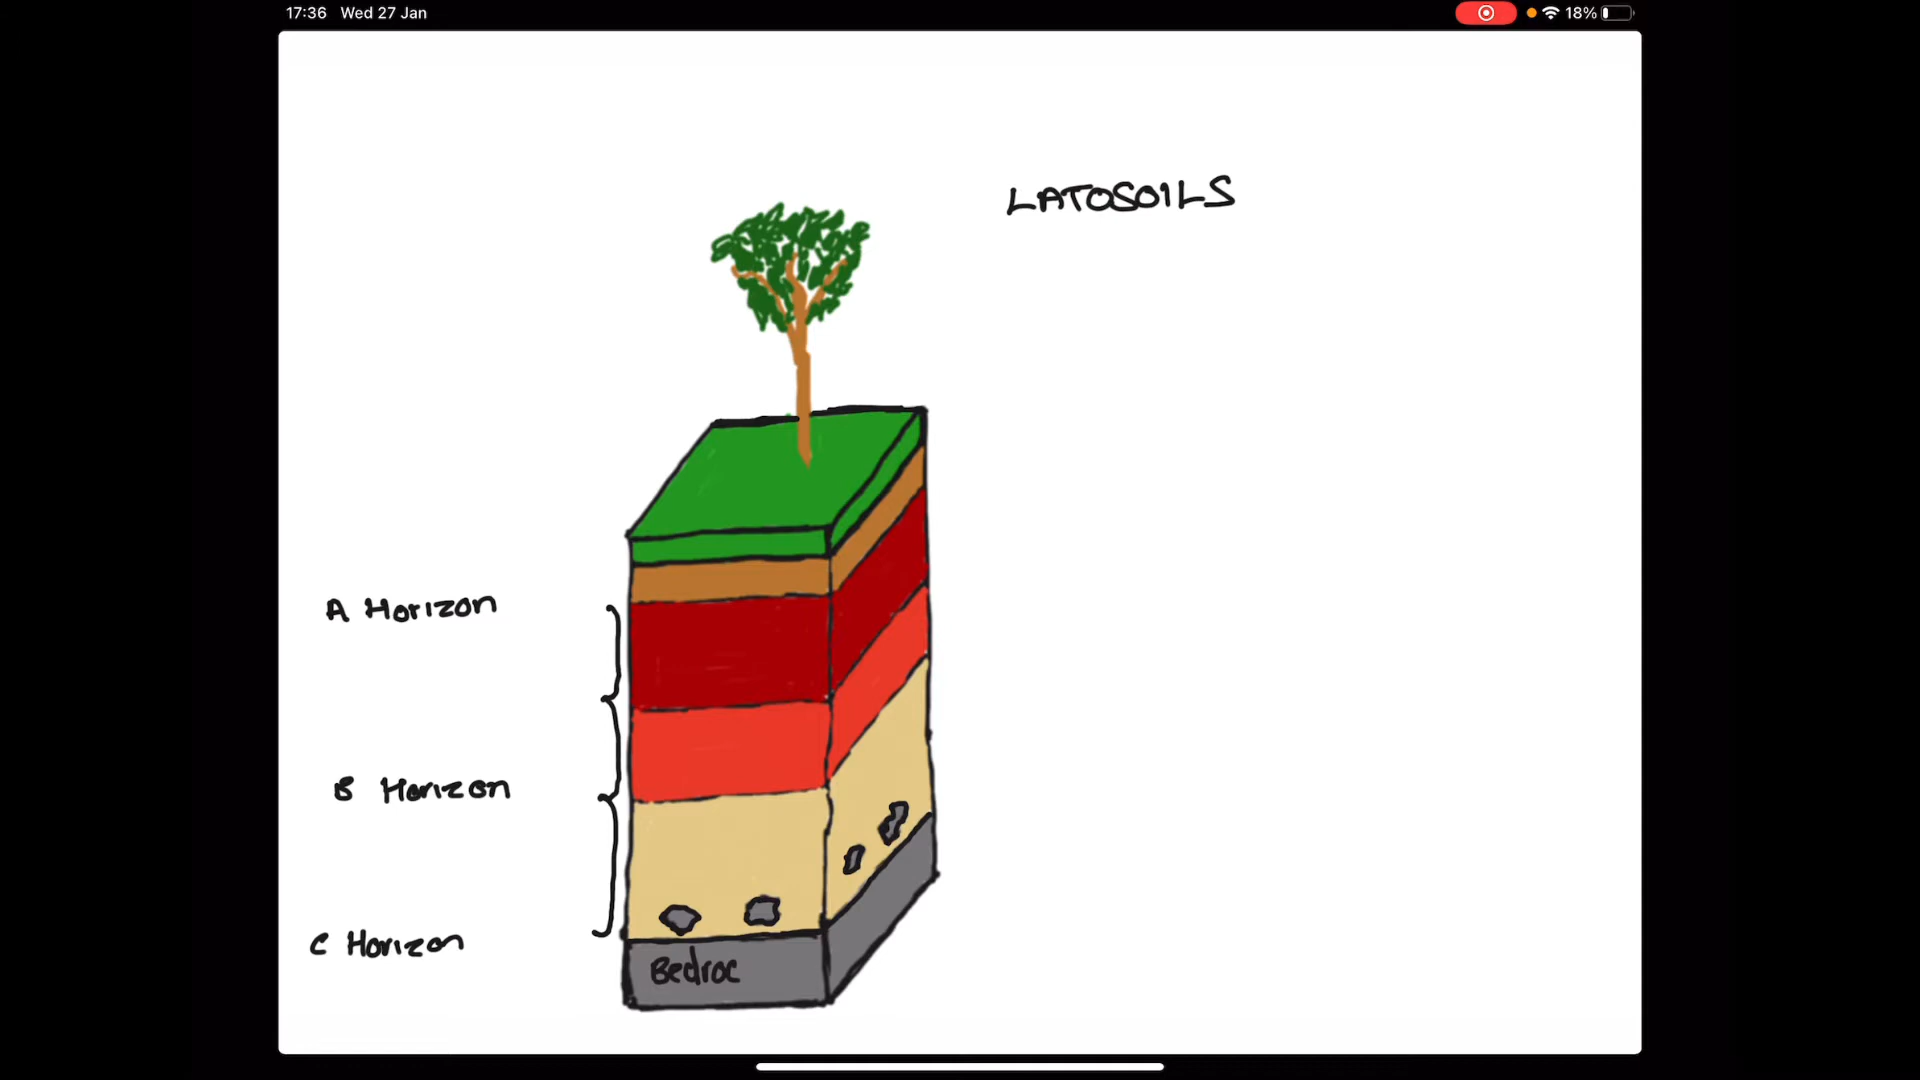 17:36 Wed 27 Jan 18%
LATOSOILS
A Horizon
B Horizon
C Horizon
Bedroc